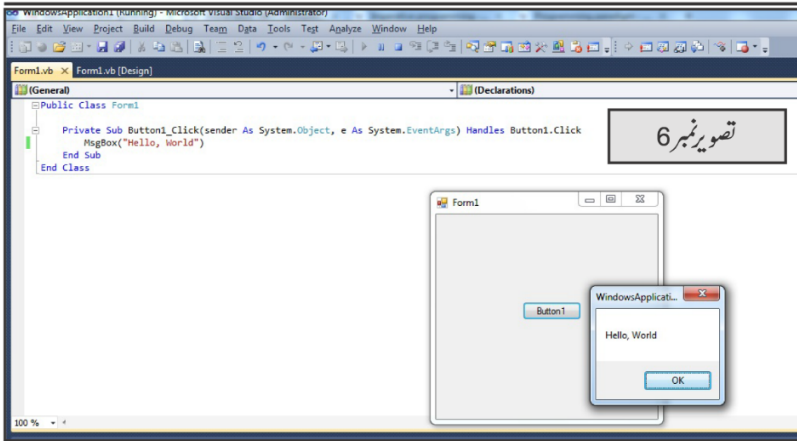 WindowsApplication1 (Running) - Microsoft Visual Studio (Administrator)
File Edit View Project Build Debug Team Data Tools Test Analyze Window Help
Form1.vb × Form1.vb [Design]
(General) (Declarations)
Public Class Form1
Private Sub Button1_Click(sender As System.Object, e As System.EventArgs) Handles Button1.Click
MsgBox("Hello, World")
End Sub
End Class
تصویر نمبر 6
Form1
Button1
WindowsApplicati...
Hello, World
OK
100 %